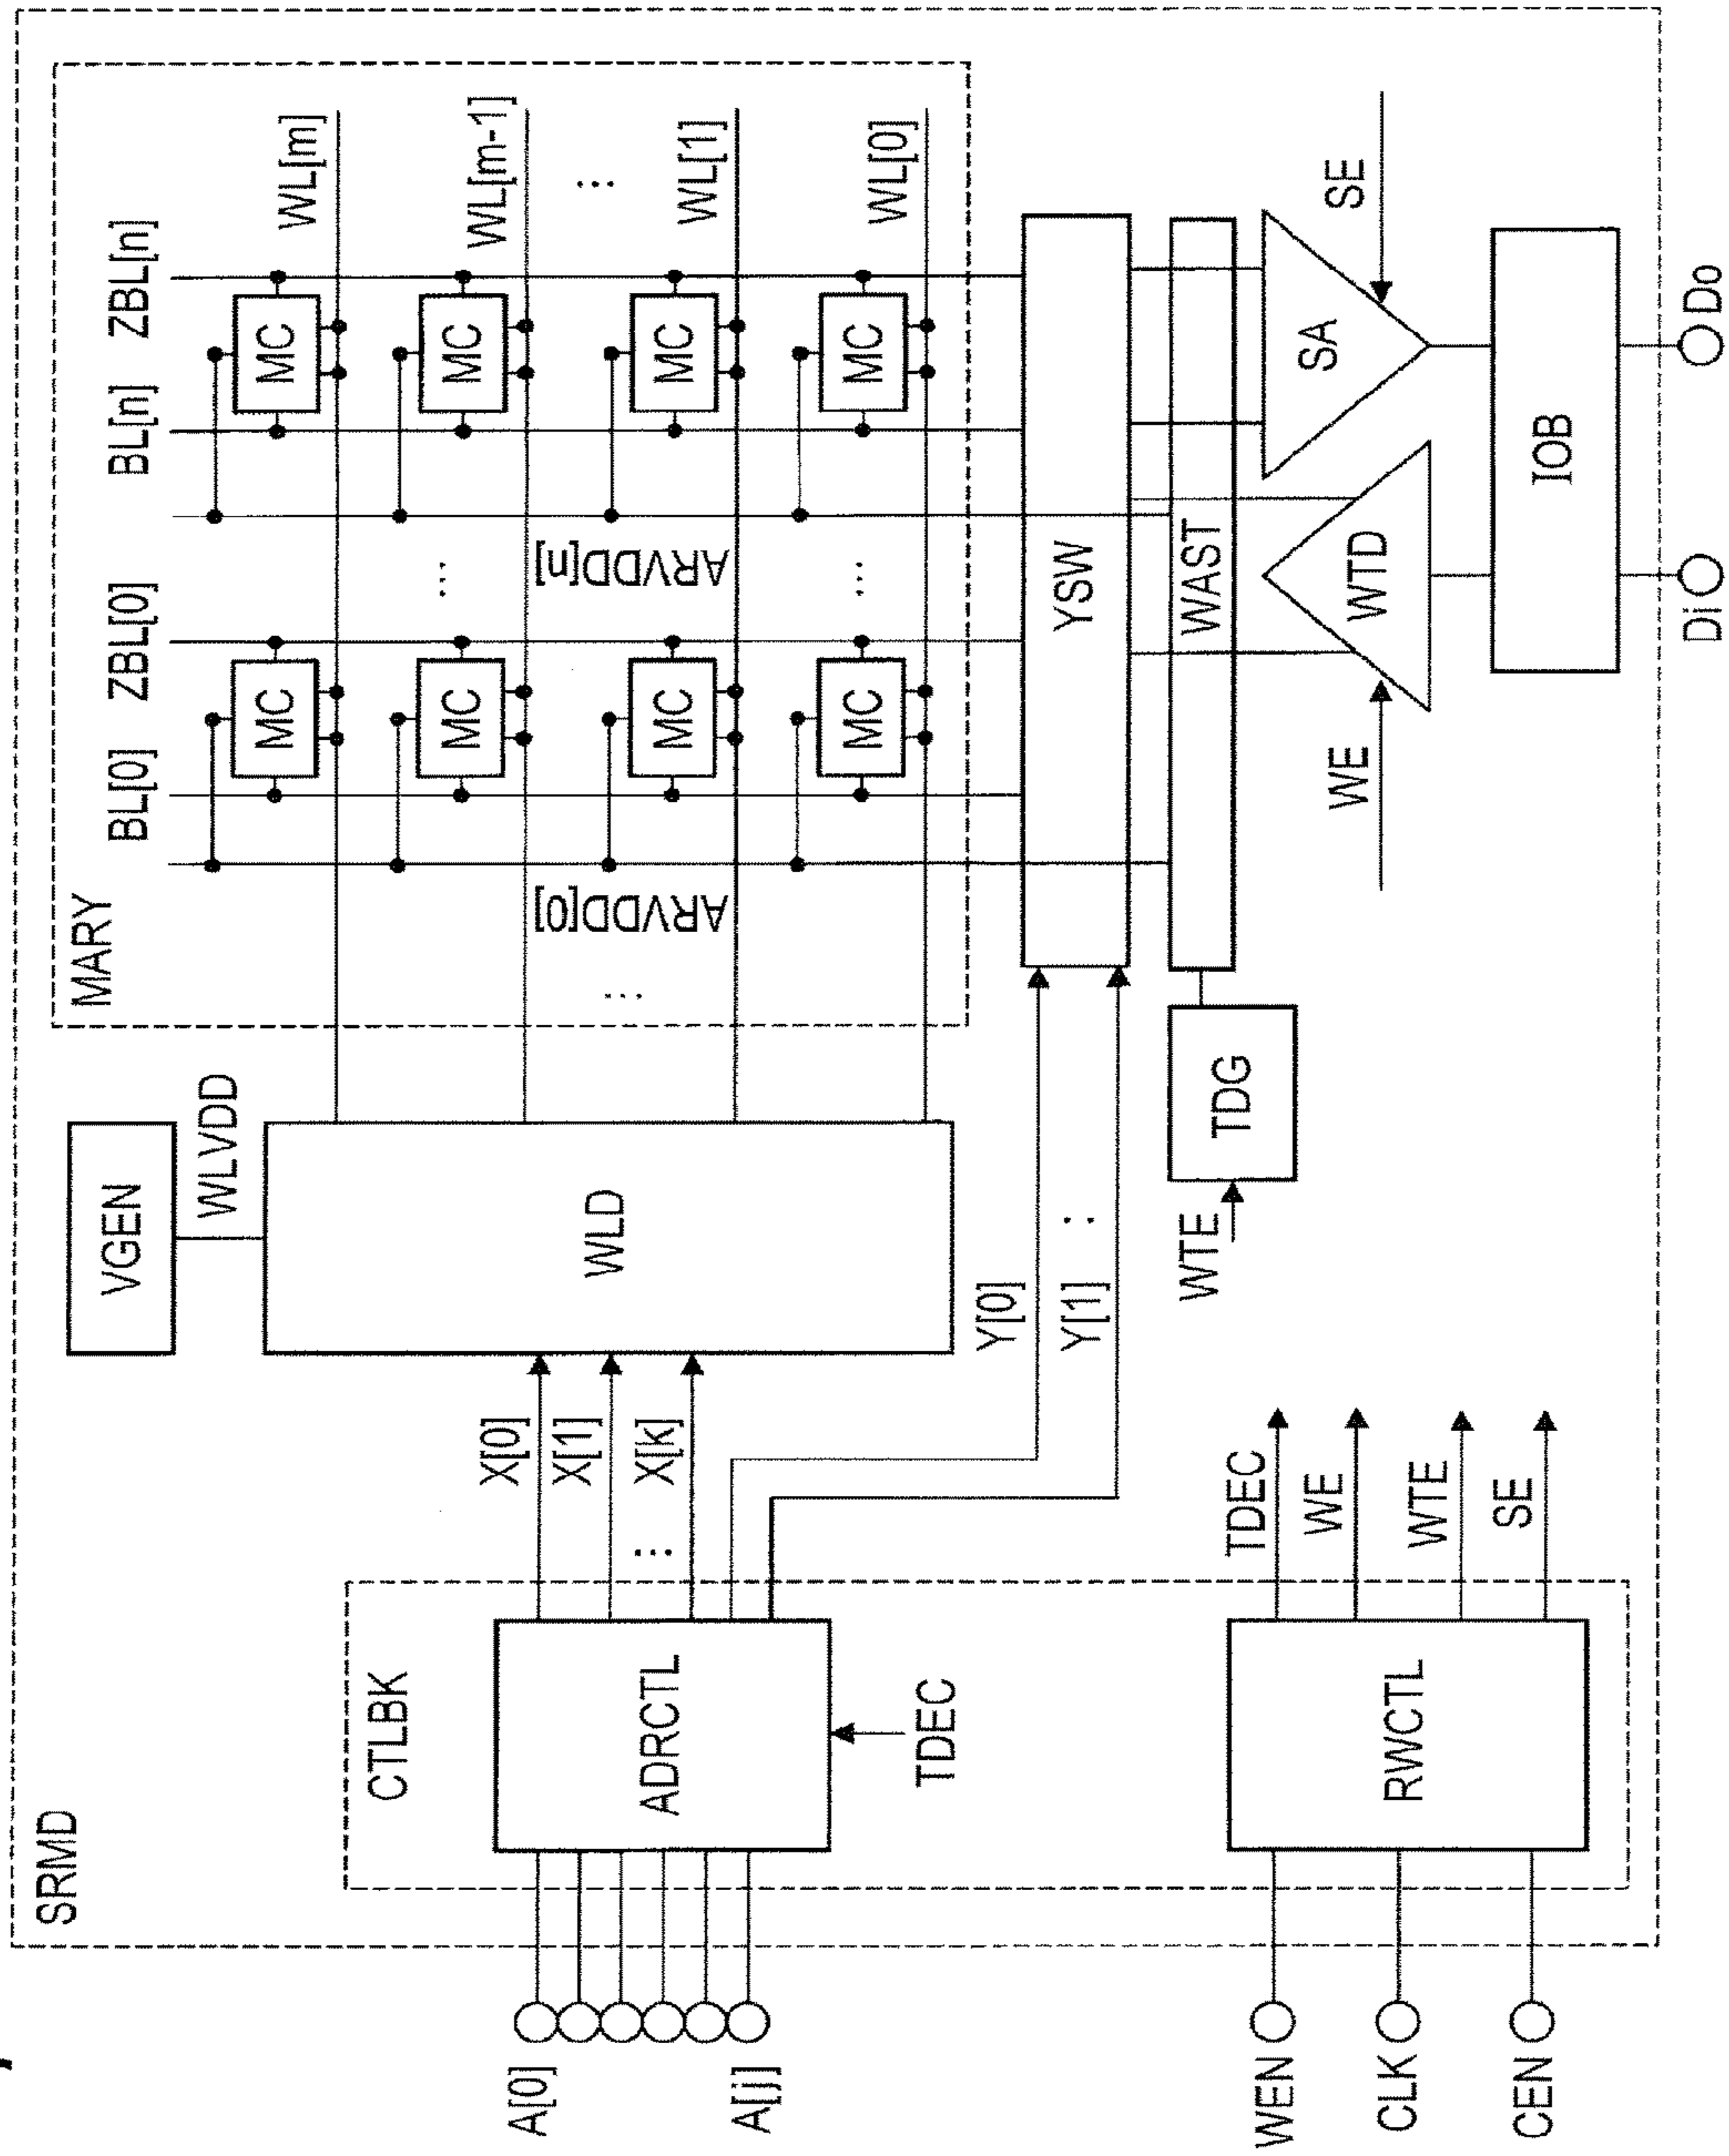 SRMD
MARY
BL[0] ZBL[0] BL[n] ZBL[n]
VGEN
WLVDD
WLD
MC
MC
WL[m]
MC
MC
WL[m-1]
...
...
MC
MC
WL[1]
MC
MC
WL[0]
...
...
ARVDD[0]
ARVDD[n]
CTLBK
ADRCTL
A[0]
A[j]
X[0]
X[1]
...
X[k]
TDEC
Y[0]
Y[1]
:
YSW
WAST
TDG
WTE
WE
WTD
SA
SE
IOB
Di
Do
RWCTL
WEN
CLK
CEN
TDEC
WE
WTE
SE